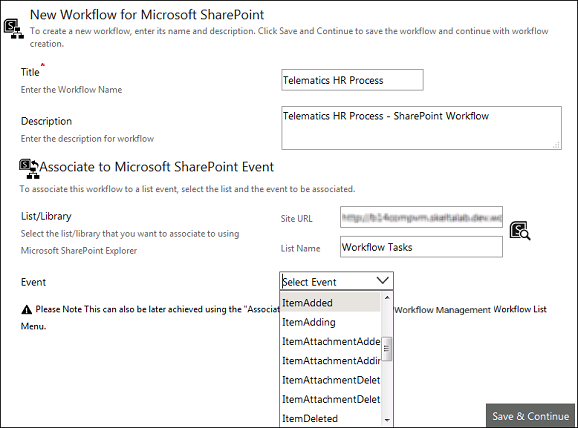 New Workflow for Microsoft SharePoint
To create a new workflow, enter its name and description. Click Save and Continue to save the workflow and continue with workflow
creation.
Title *
Telematics HR Process
Enter the Workflow Name
Description
Telematics HR Process - SharePoint Workflow
Enter the description for workflow
Associate to Microsoft SharePoint Event
To associate this workflow to a list event, select the list and the event to be associated.
List/Library
Site URL
Select the list/library that you want to associate to using
Microsoft SharePoint Explorer
List Name
Workflow Tasks
Event
Select Event
Please Note This can also be later achieved using the "Associat
Workflow Management Workflow List
Menu.
ItemAdded
ItemAdding
ItemAttachmentAdde
ItemAttachmentAddin
ItemAttachmentDelet
ItemAttachmentDelet
ItemDeleted
Save & Continue